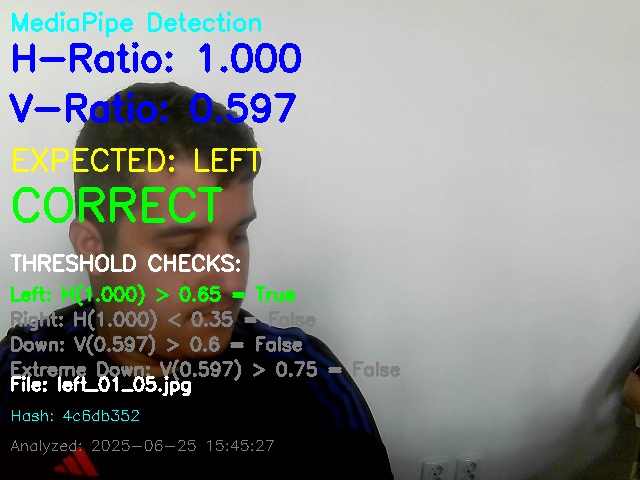 MediaPipe Detection
H-Ratio: 1.000
V-Ratio: 0.597
EXPECTED: LEFT
CORRECT
THRESHOLD CHECKS:
Left: H(1.000) > 0.65 = True
Right: H(1.000) < 0.35 = False
Down: V(0.597) > 0.6 = False
Extreme Down: V(0.597) > 0.75 = False
File: left_01_05.jpg
Hash: 4c6db352
Analyzed: 2025-06-25 15:45:27